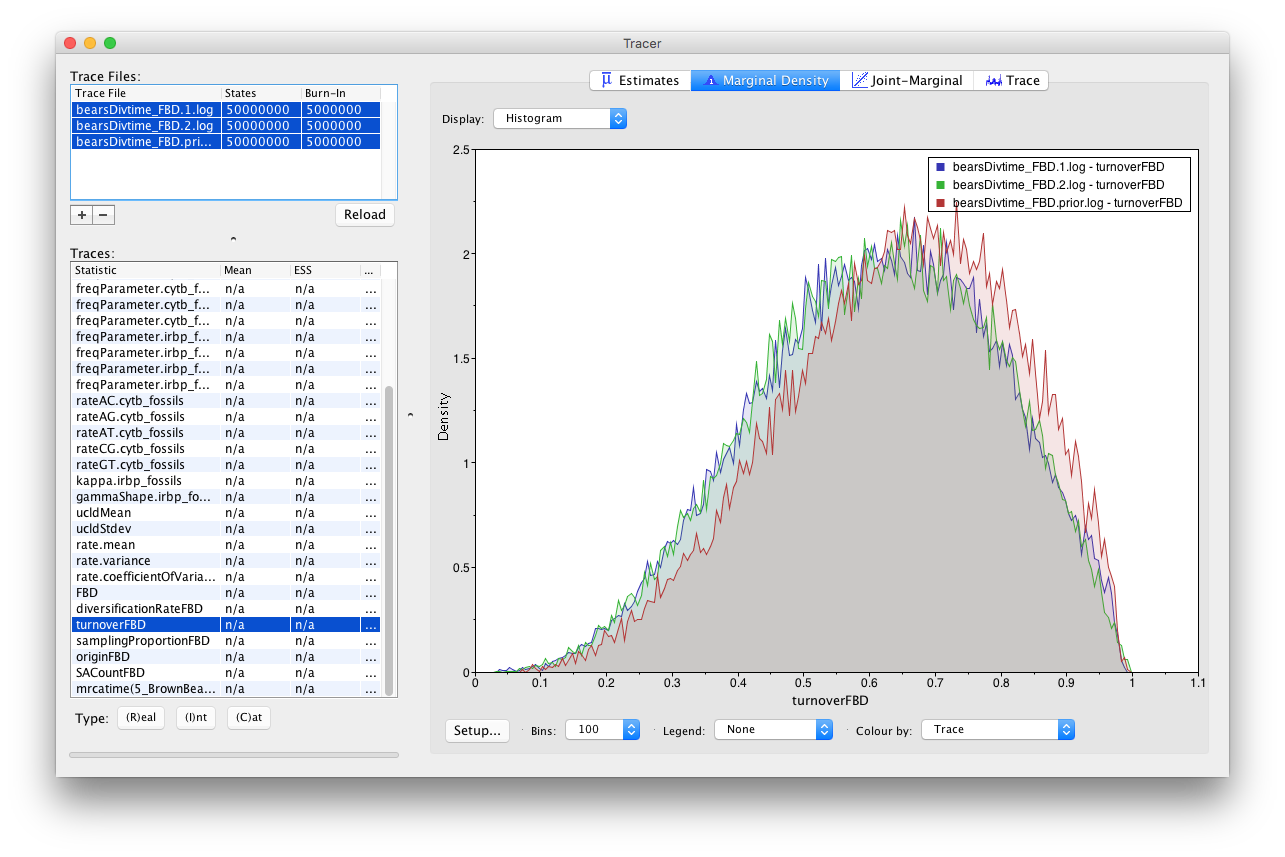 Tracer
Trace Files:
Trace File States Burn-In
bearsDivtime_FBD.1.log 50000000 5000000
bearsDivtime_FBD.2.log 50000000 5000000
bearsDivtime_FBD.pri... 50000000 5000000
+ − Reload
Traces:
Statistic Mean ESS ...
freqParameter.cytb_f... n/a n/a ...
freqParameter.cytb_f... n/a n/a ...
freqParameter.cytb_f... n/a n/a ...
freqParameter.irbp_f... n/a n/a ...
freqParameter.irbp_f... n/a n/a ...
freqParameter.irbp_f... n/a n/a ...
freqParameter.irbp_f... n/a n/a ...
rateAC.cytb_fossils n/a n/a ...
rateAG.cytb_fossils n/a n/a ...
rateAT.cytb_fossils n/a n/a ...
rateCG.cytb_fossils n/a n/a ...
rateGT.cytb_fossils n/a n/a ...
kappa.irbp_fossils n/a n/a ...
gammaShape.irbp_fo... n/a n/a ...
ucldMean n/a n/a ...
ucldStdev n/a n/a ...
rate.mean n/a n/a ...
rate.variance n/a n/a ...
rate.coefficientOfVaria... n/a n/a ...
FBD n/a n/a ...
diversificationRateFBD n/a n/a ...
turnoverFBD n/a n/a ...
samplingProportionFBD n/a n/a ...
originFBD n/a n/a ...
SACountFBD n/a n/a ...
mrcatime(5_BrownBea... n/a n/a ...
Type: (R)eal (I)nt (C)at
Estimates Marginal Density Joint-Marginal Trace
Display: Histogram
bearsDivtime_FBD.1.log - turnoverFBD
bearsDivtime_FBD.2.log - turnoverFBD
bearsDivtime_FBD.prior.log - turnoverFBD
Density
2.5
2
1.5
1
0.5
0
0 0.1 0.2 0.3 0.4 0.5 0.6 0.7 0.8 0.9 1 1.1
turnoverFBD
Setup... Bins: 100 Legend: None Colour by: Trace